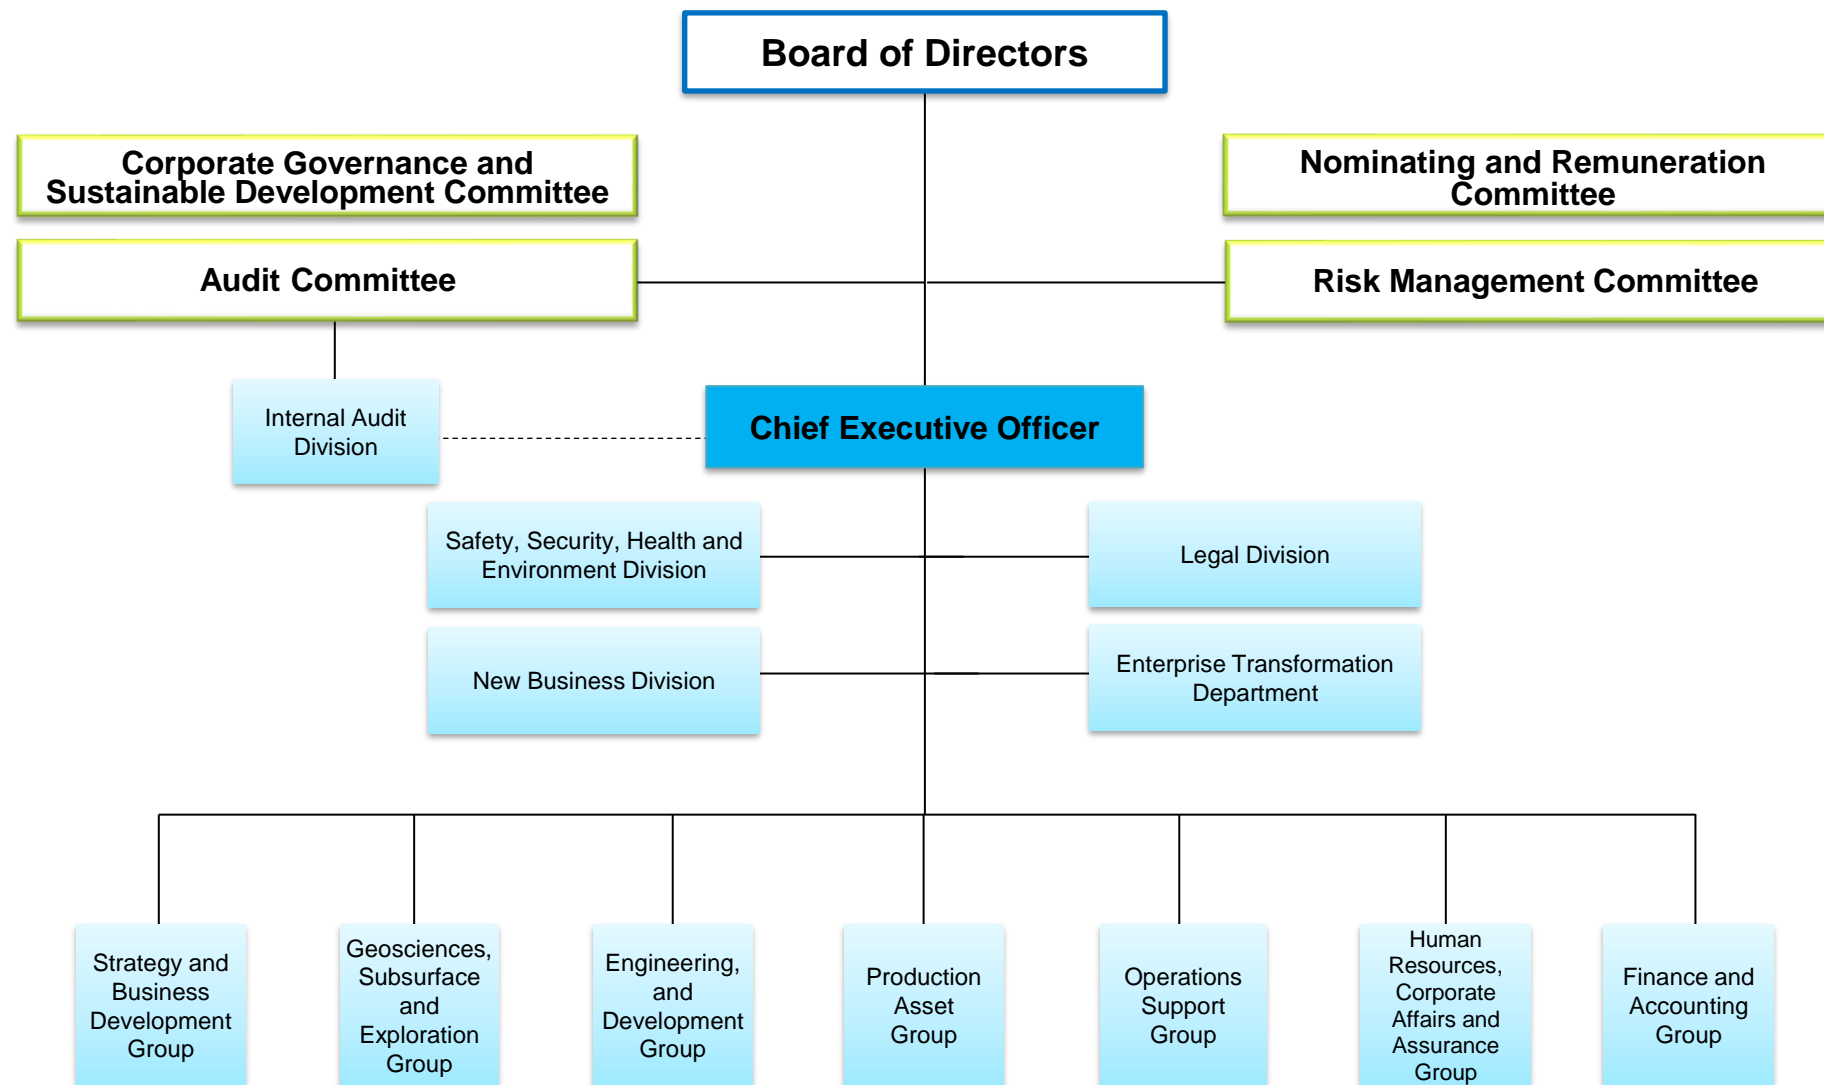 Board of Directors
Corporate Governance and
Sustainable Development Committee
Nominating and Remuneration
Committee
Audit Committee
Risk Management Committee
Internal Audit
Division
Chief Executive Officer
Safety, Security, Health and
Environment Division
Legal Division
New Business Division
Enterprise Transformation
Department
Strategy and
Business
Development
Group
Geosciences,
Subsurface
and
Exploration
Group
Engineering,
and
Development
Group
Production
Asset
Group
Operations
Support
Group
Human
Resources,
Corporate
Affairs and
Assurance
Group
Finance and
Accounting
Group